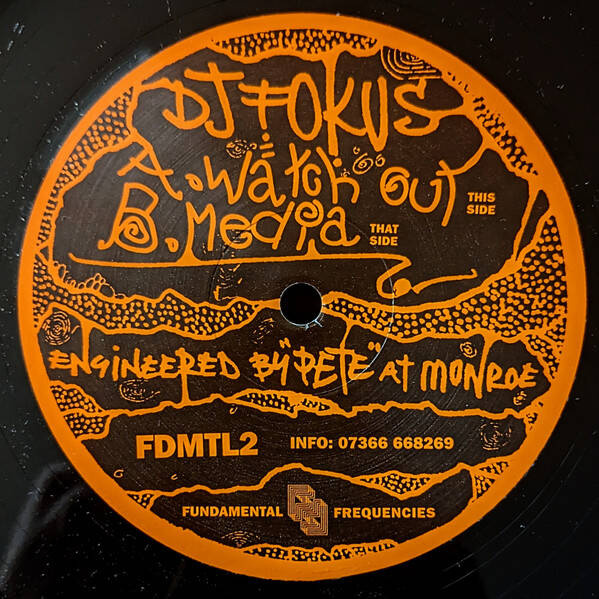 DJ FOKUS
A. Watch Out THIS SIDE
B. Media THAT SIDE
ENGINEERED BY "PETE" AT MONROE
FDMTL2 INFO: 07366 668269
FUNDAMENTAL FREQUENCIES